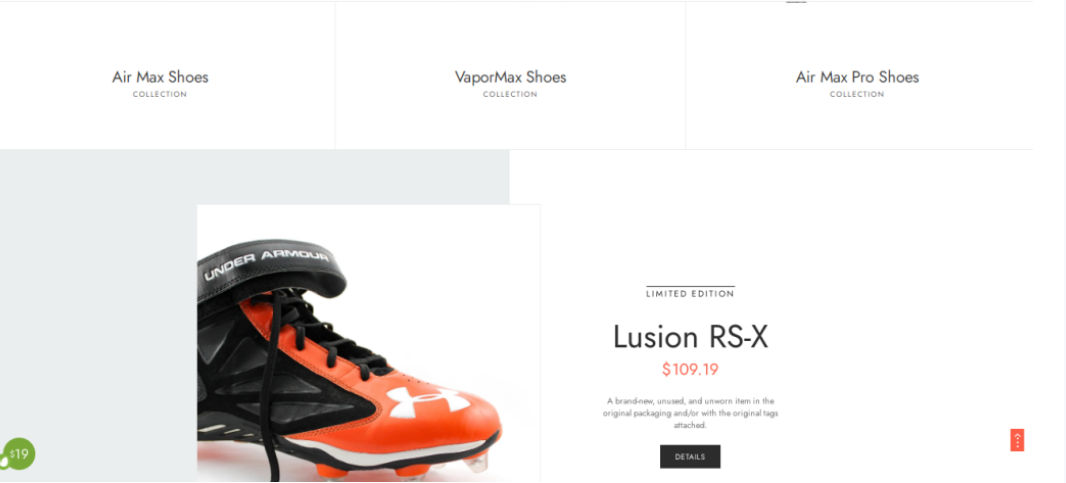 Air Max Shoes
COLLECTION
VaporMax Shoes
COLLECTION
Air Max Pro Shoes
COLLECTION
UNDER ARMOUR
LIMITED EDITION
Lusion RS-X
$109.19
A brand-new, unused, and unworn item in the
original packaging and/or with the original tags
attached.
DETAILS
$19